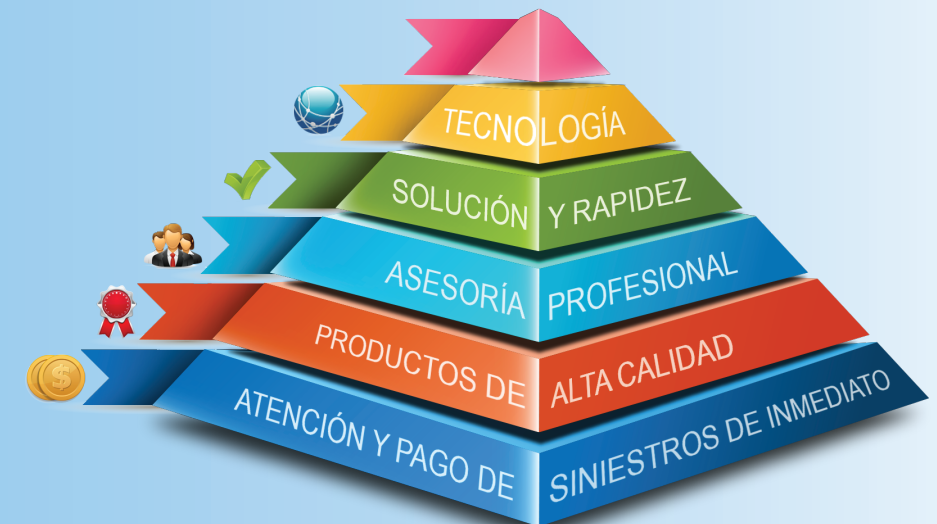 TECNOLOGÍA
SOLUCIÓN Y RAPIDEZ
ASESORÍA PROFESIONAL
PRODUCTOS DE ALTA CALIDAD
ATENCIÓN Y PAGO DE SINIESTROS DE INMEDIATO
$